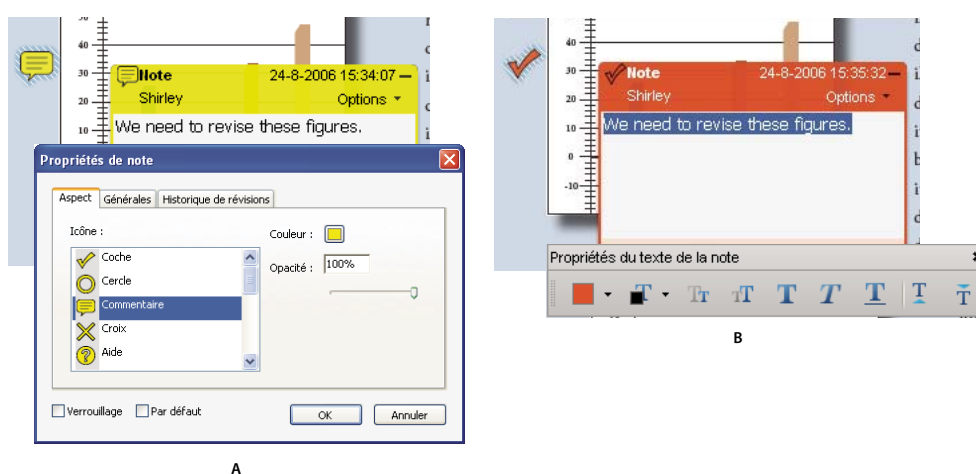 40
30
20
10
Note 24-8-2006 15:34:07
Shirley Options
We need to revise these figures.
Propriétés de note
Aspect Générales Historique de révisions
Icône :
Coche
Cercle
Commentaire
Croix
Aide
Couleur :
Opacité : 100%
Verrouillage Par défaut OK Annuler
A
40
30
20
10
0
-10
Note 24-8-2006 15:35:32
Shirley Options
We need to revise these figures.
Propriétés du texte de la note
T TT TT T T T T T
B